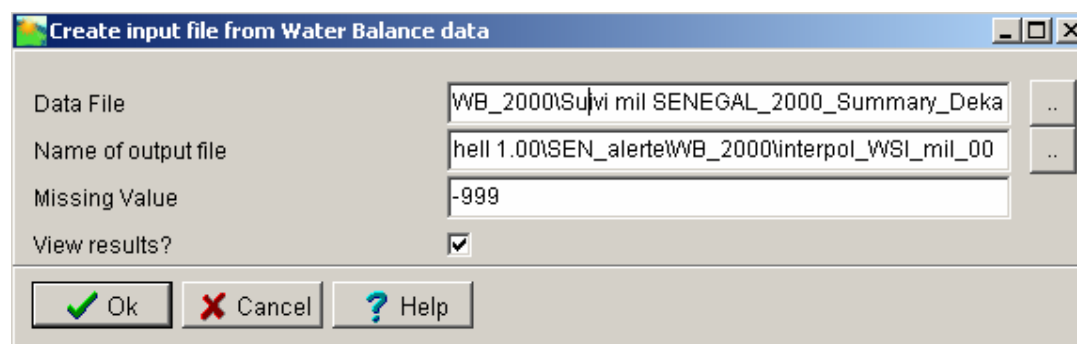 Create input file from Water Balance data
Data File WB_2000\Suivi mil SENEGAL_2000_Summary_Deka ..
Name of output file hell 1.00\SEN_alerte\WB_2000\interpol_WSI_mil_00 ..
Missing Value -999
View results?
Ok Cancel ? Help